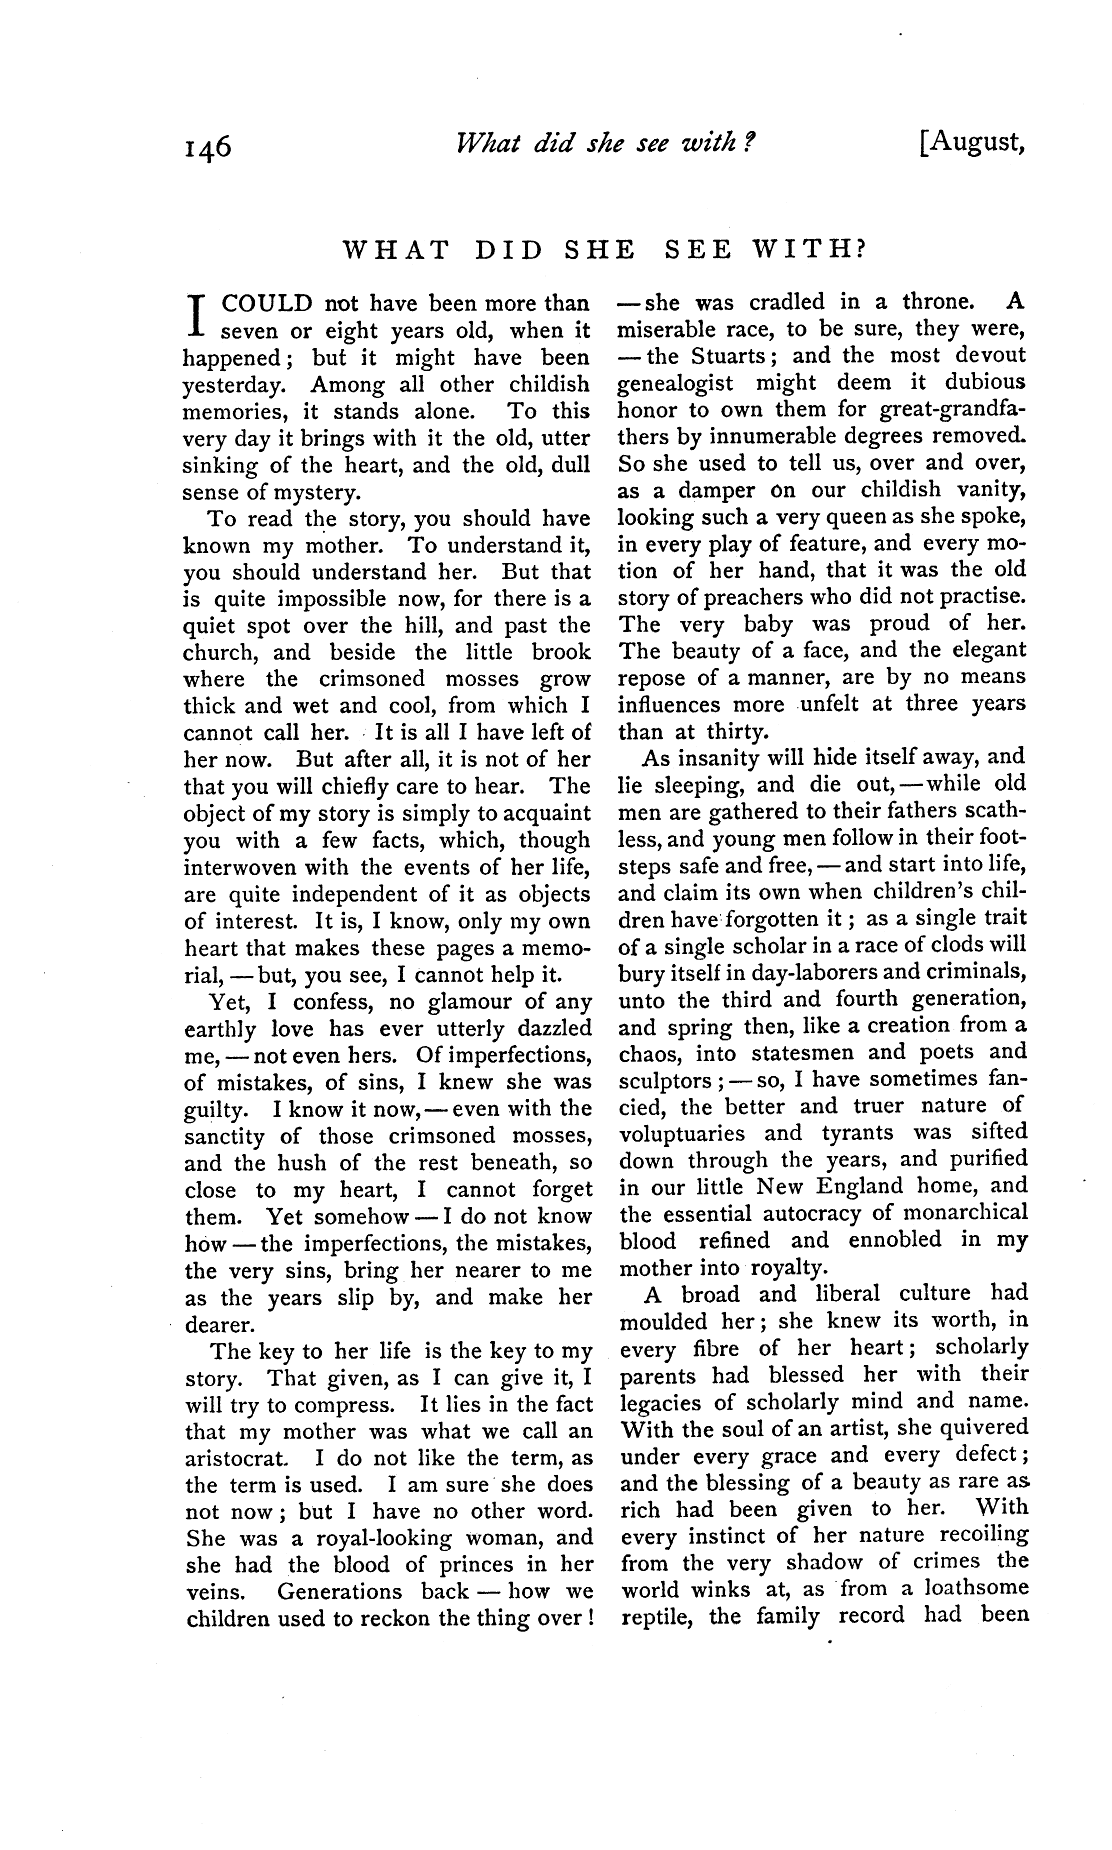 146 What did she see with? [August,
WHAT DID SHE SEE WITH?
I COULD not have been more than
seven or eight years old, when it
happened; but it might have been
yesterday. Among all other childish
memories, it stands alone. To this
very day it brings with it the old, utter
sinking of the heart, and the old, dull
sense of mystery.
To read the story, you should have
known my mother. To understand it,
you should understand her. But that
is quite impossible now, for there is a
quiet spot over the hill, and past the
church, and beside the little brook
where the crimsoned mosses grow
thick and wet and cool, from which I
cannot call her. It is all I have left of
her now. But after all, it is not of her
that you will chiefly care to hear. The
object of my story is simply to acquaint
you with a few facts, which, though
interwoven with the events of her life,
are quite independent of it as objects
of interest. It is, I know, only my own
heart that makes these pages a memo-
rial, — but, you see, I cannot help it.
Yet, I confess, no glamour of any
earthly love has ever utterly dazzled
me, — not even hers. Of imperfections,
of mistakes, of sins, I knew she was
guilty. I know it now, — even with the
sanctity of those crimsoned mosses,
and the hush of the rest beneath, so
close to my heart, I cannot forget
them. Yet somehow — I do not know
how — the imperfections, the mistakes,
the very sins, bring her nearer to me
as the years slip by, and make her
dearer.
The key to her life is the key to my
story. That given, as I can give it, I
will try to compress. It lies in the fact
that my mother was what we call an
aristocrat. I do not like the term, as
the term is used. I am sure she does
not now; but I have no other word.
She was a royal-looking woman, and
she had the blood of princes in her
veins. Generations back — how we
children used to reckon the thing over!
— she was cradled in a throne. A
miserable race, to be sure, they were,
— the Stuarts; and the most devout
genealogist might deem it dubious
honor to own them for great-grandfa-
thers by innumerable degrees removed.
So she used to tell us, over and over,
as a damper on our childish vanity,
looking such a very queen as she spoke,
in every play of feature, and every mo-
tion of her hand, that it was the old
story of preachers who did not practise.
The very baby was proud of her.
The beauty of a face, and the elegant
repose of a manner, are by no means
influences more unfelt at three years
than at thirty.
As insanity will hide itself away, and
lie sleeping, and die out, — while old
men are gathered to their fathers scath-
less, and young men follow in their foot-
steps safe and free, — and start into life,
and claim its own when children's chil-
dren have forgotten it; as a single trait
of a single scholar in a race of clods will
bury itself in day-laborers and criminals,
unto the third and fourth generation,
and spring then, like a creation from a
chaos, into statesmen and poets and
sculptors; — so, I have sometimes fan-
cied, the better and truer nature of
voluptuaries and tyrants was sifted
down through the years, and purified
in our little New England home, and
the essential autocracy of monarchical
blood refined and ennobled in my
mother into royalty.
A broad and liberal culture had
moulded her; she knew its worth, in
every fibre of her heart; scholarly
parents had blessed her with their
legacies of scholarly mind and name.
With the soul of an artist, she quivered
under every grace and every defect;
and the blessing of a beauty as rare as
rich had been given to her. With
every instinct of her nature recoiling
from the very shadow of crimes the
world winks at, as from a loathsome
reptile, the family record had been